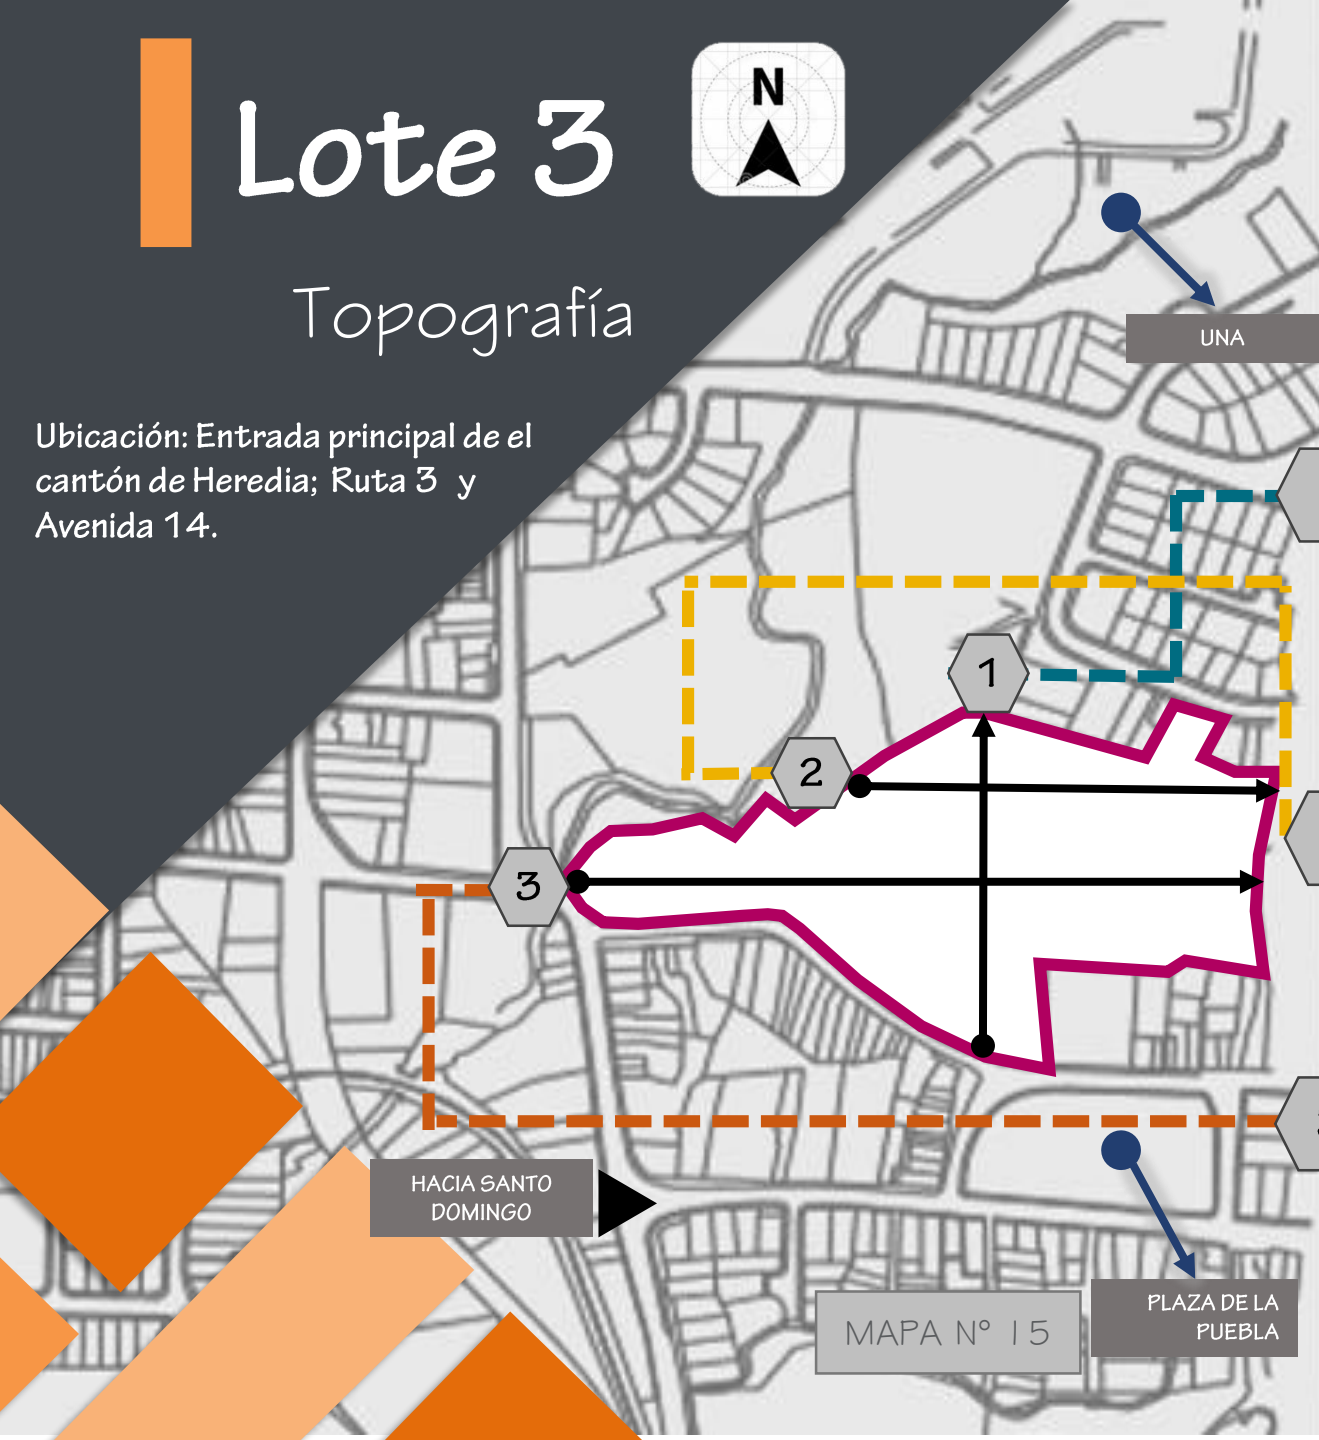 Lote 3
N
Topografía
UNA
Ubicación: Entrada principal de el
cantón de Heredia; Ruta 3 y
Avenida 14.
1
2
3
HACIA SANTO
DOMINGO
PLAZA DE LA
PUEBLA
MAPA N° 15